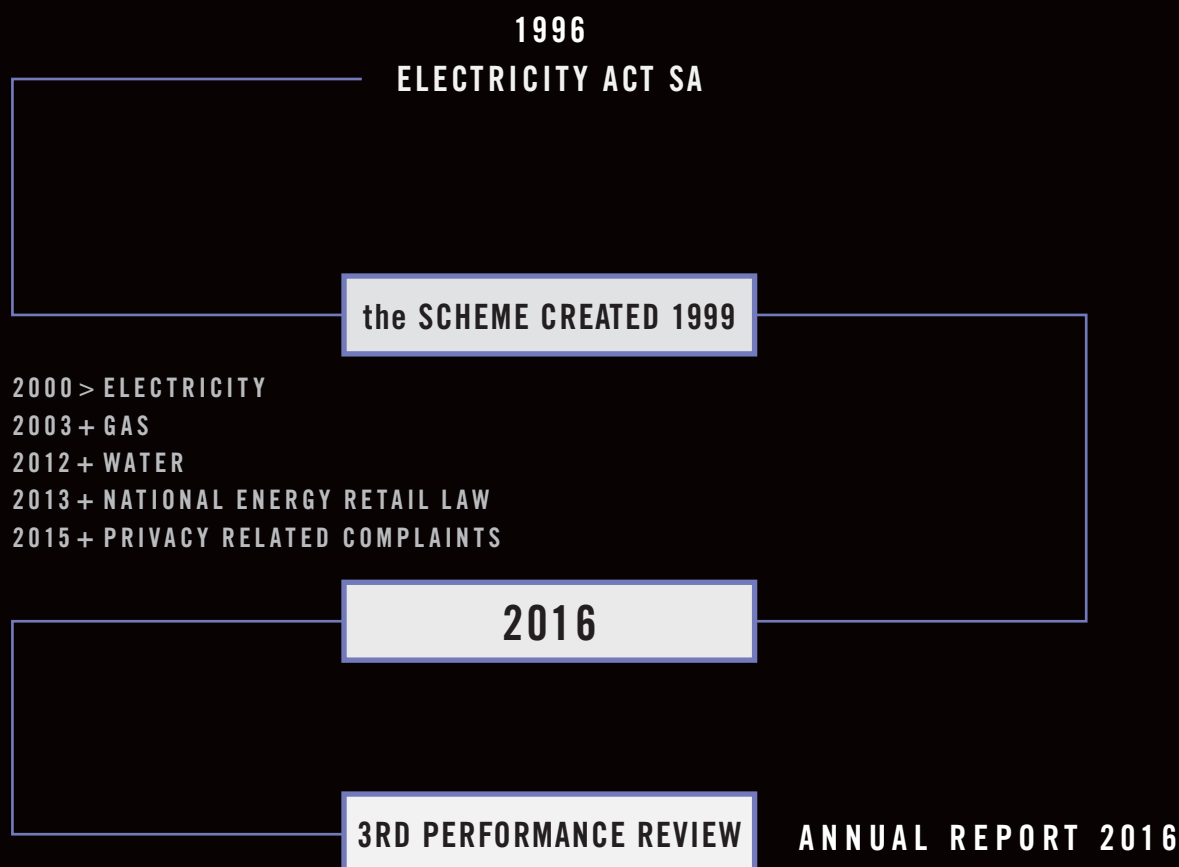 1996
ELECTRICITY ACT SA
the SCHEME CREATED 1999
2000 > ELECTRICITY
2003 + GAS
2012 + WATER
2013 + NATIONAL ENERGY RETAIL LAW
2015 + PRIVACY RELATED COMPLAINTS
2016
3RD PERFORMANCE REVIEW
ANNUAL REPORT 2016